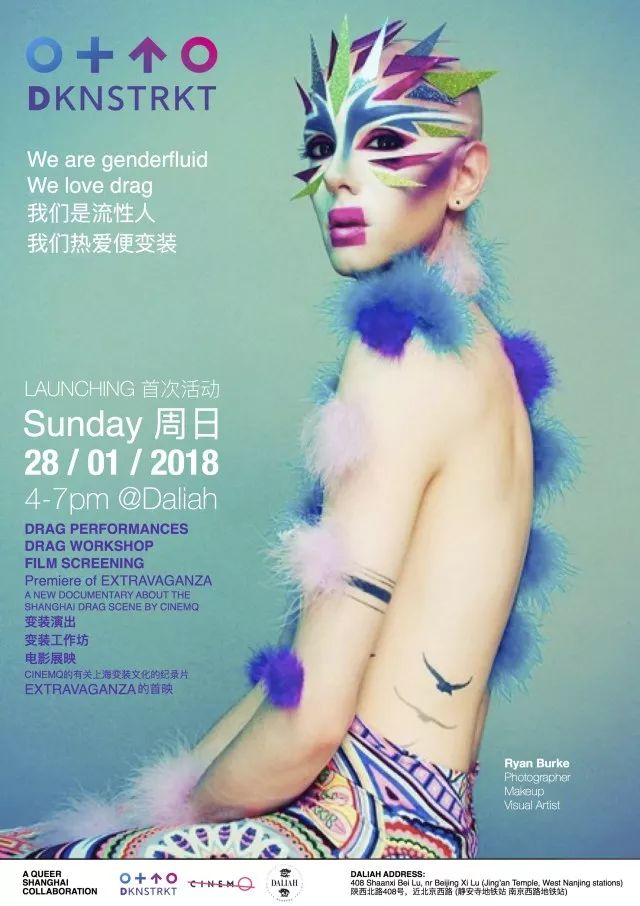 DKNSTRKT
We are genderfluid
We love drag
我们是流性人
我们热爱便变装
LAUNCHING 首次活动
Sunday 周日
28 / 01 / 2018
4-7pm @Daliah
DRAG PERFORMANCES
DRAG WORKSHOP
FILM SCREENING
Premiere of EXTRAVAGANZA
A NEW DOCUMENTARY ABOUT THE
SHANGHAI DRAG SCENE BY CINEMQ
变装演出
变装工作坊
电影展映
CINEMQ的有关上海变装文化的纪录片
EXTRAVAGANZA的首映
Ryan Burke
Photographer
Makeup
Visual Artist
A QUEER
SHANGHAI
COLLABORATION
DKNSTRKT
CINEMQ
DALIAH
DALIAH ADDRESS:
408 Shaanxi Bei Lu, nr Beijing Xi Lu (Jing'an Temple, West Nanjing stations)
陕西北路408号, 近北京西路 (静安寺地铁站 南京西路地铁站)